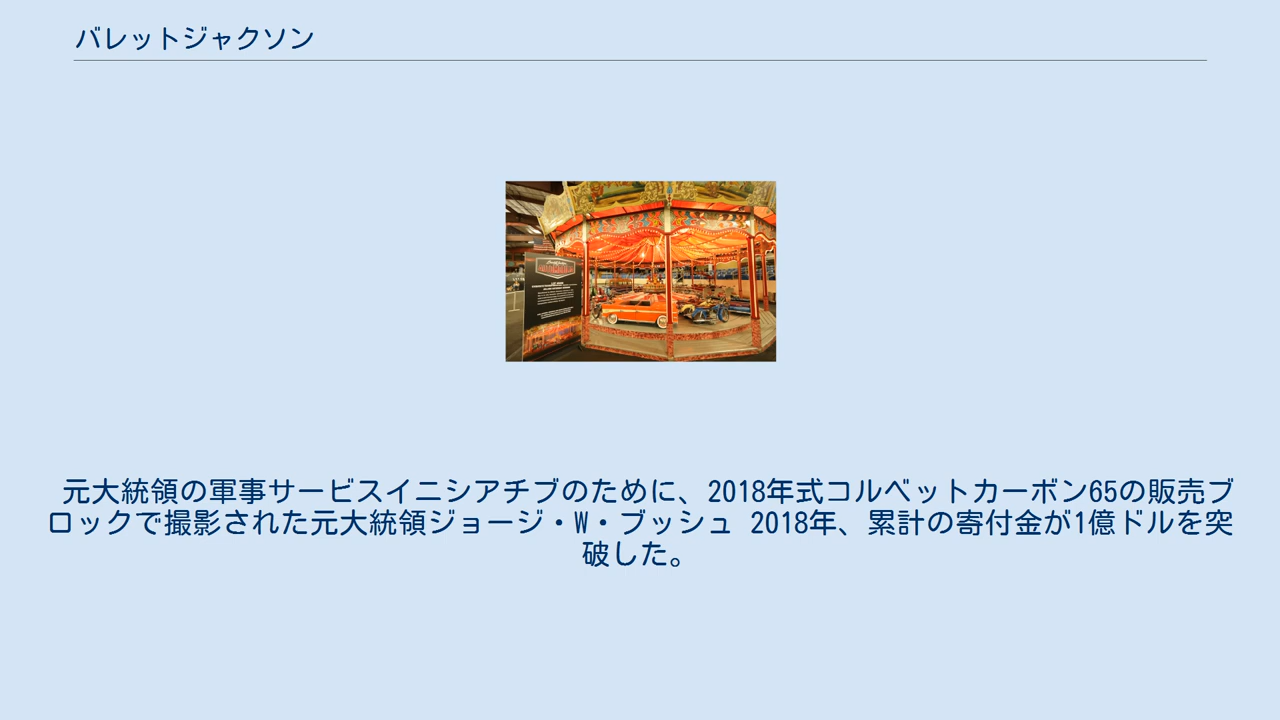 バレットジャクソン
元大統領の軍事サービスイニシアチブのために、2018年式コルベットカーボン65の販売ブ
ロックで撮影された元大統領ジョージ・W・ブッシュ 2018年、累計の寄付金が1億ドルを突
破した。